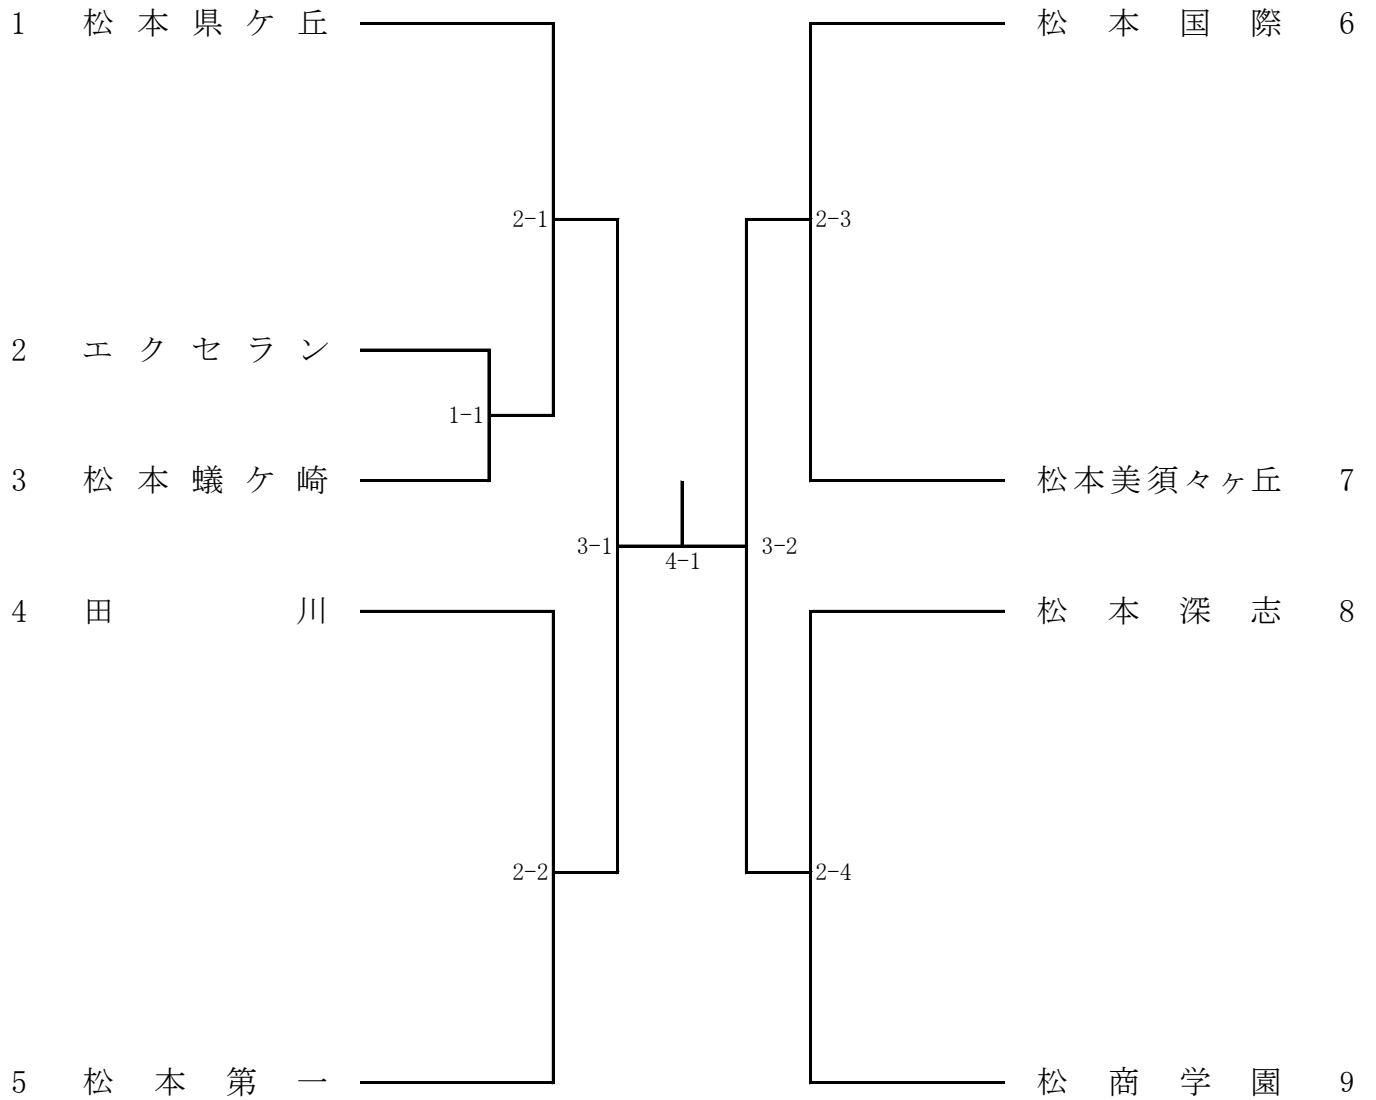 1 松本県ケ丘
松本国際 6
2-1
2-3
2 エクセラン
1-1
3 松本蟻ケ崎
松本美須々ヶ丘 7
3-1
4-1
3-2
4 田川
松本深志 8
2-2
2-4
5 松本第一
松商学園 9